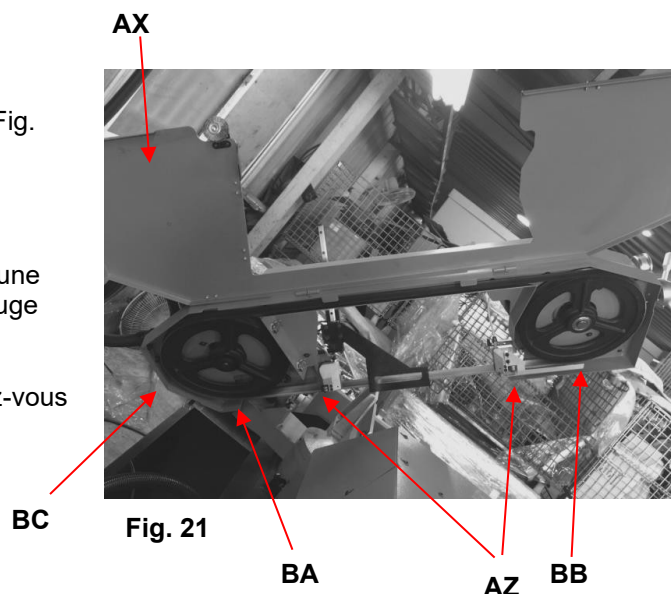 AX
Fig.
une
uge
z-vous
BC
Fig. 21
BA
AZ
BB